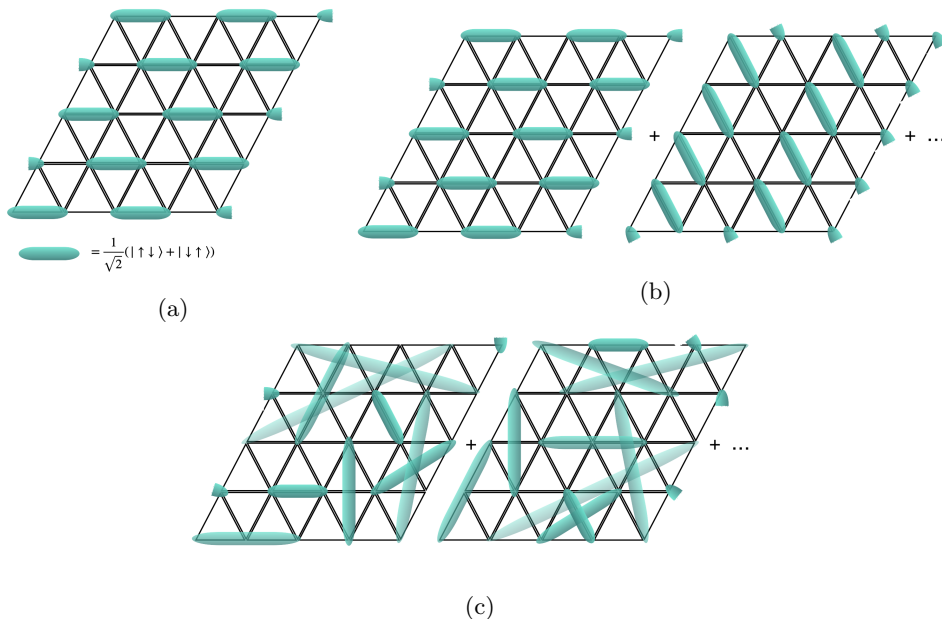 + + ...
= 1/√2 (| ↑↓ ⟩ + | ↓↑ ⟩))
(a)
(b)
+ + ...
(c)